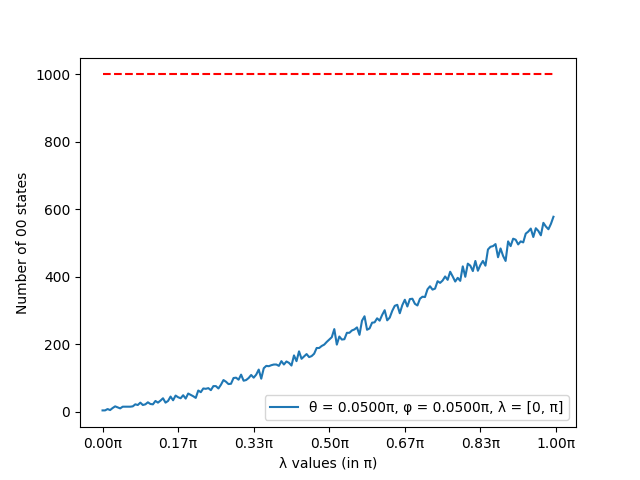 1000
800
600
400
200
0
Number of 00 states
θ = 0.0500π, φ = 0.0500π, λ = [0, π]
0.00π 0.17π 0.33π 0.50π 0.67π 0.83π 1.00π
λ values (in π)